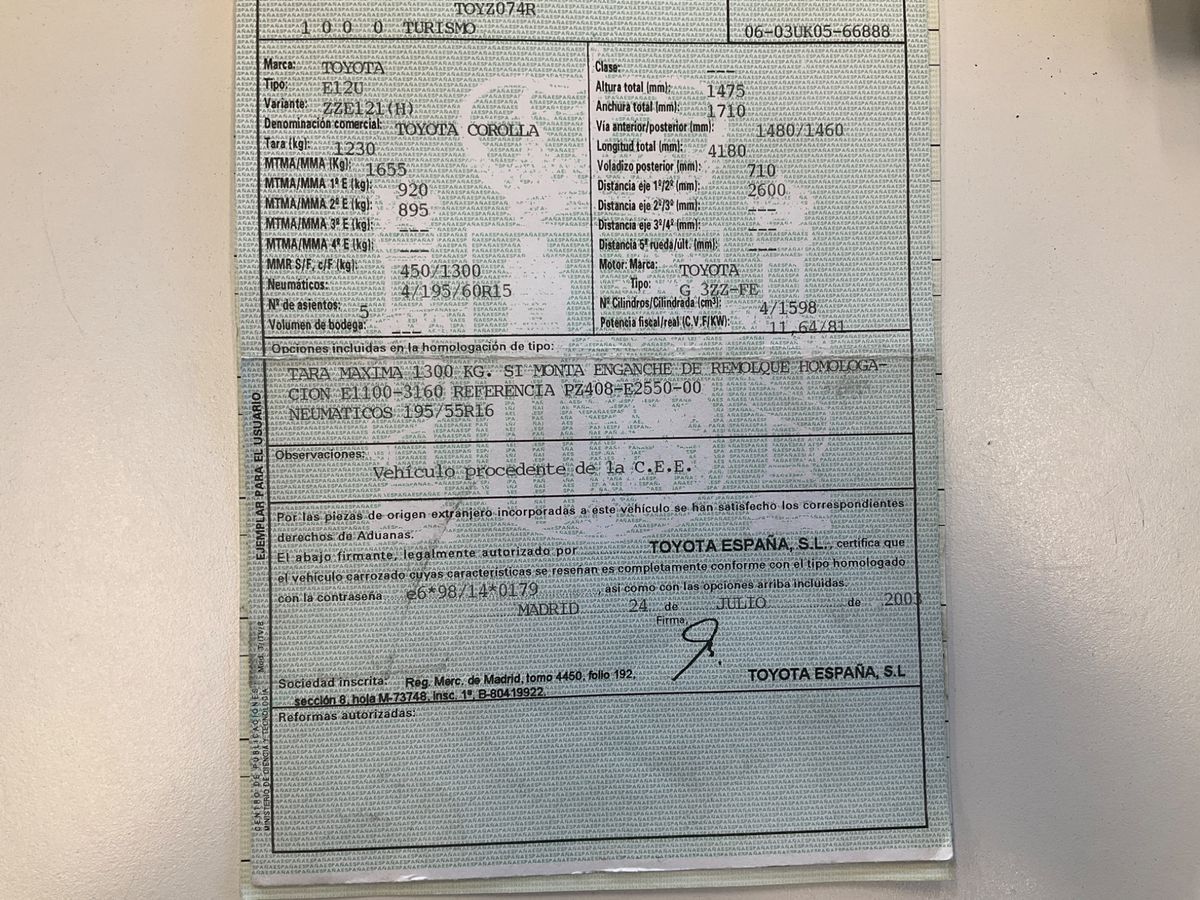 TOYZ074R
1 0 0 0 TURISMO
06-03UK05-66888
Marca: TOYOTA
Tipo: E12U
Variante: ZZE121(H)
Denominación comercial: TOYOTA COROLLA
Tara (kg): 1230
MTMA/MMA (Kg): 1655
MTMA/MMA 1º E (kg): 920
MTMA/MMA 2º E (kg): 895
MTMA/MMA 3º E (kg): ---
MTMA/MMA 4º E (kg): ---
MMR S/F, c/F (kg): 450/1300
Neumáticos: 4/195/60R15
Nº de asientos: 5
Volumen de bodega: ---
Clase: ---
Altura total (mm): 1475
Anchura total (mm): 1710
Vía anterior/posterior (mm): 1480/1460
Longitud total (mm): 4180
Voladizo posterior (mm): 710
Distancia eje 1º/2º (mm): 2600
Distancia eje 2º/3º (mm): ---
Distancia eje 3º/4º (mm): ---
Distancia 5ª rueda/últ. (mm): ---
Motor: Marca: TOYOTA
Tipo: G 3ZZ-FE
Nº Cilindros/Cilindrada (cm³): 4/1598
Potencia fiscal/real (C.V.F/KW): 11,64/81
Opciones incluidas en la homologación de tipo:
TARA MAXIMA 1300 KG. SI MONTA ENGANCHE DE REMOLQUE HOMOLOGA-
CION E1100-3160 REFERENCIA PZ408-E2550-00
NEUMATICOS 195/55R16
Observaciones:
Vehículo procedente de la C.E.E.
Por las piezas de origen extranjero incorporadas a este vehículo se han satisfecho los correspondientes
derechos de Aduanas.
El abajo firmante, legalmente autorizado por TOYOTA ESPAÑA, S.L., certifica que
el vehículo carrozado cuyas características se reseñan es completamente conforme con el tipo homologado
con la contraseña e6*98/14*0179 , así como con las opciones arriba incluidas.
MADRID 24 de JULIO de 2003
Firma,
Sociedad inscrita: Reg. Merc. de Madrid, tomo 4450, folio 192,
sección 8, hola M-73748, Insc. 1ª, B-80419922.
TOYOTA ESPAÑA, S.L
Reformas autorizadas:
EJEMPLAR PARA EL USUARIO
CENTRO DE PUBLICACIONES
MINISTERIO DE CIENCIA Y TECNOLOGÍA